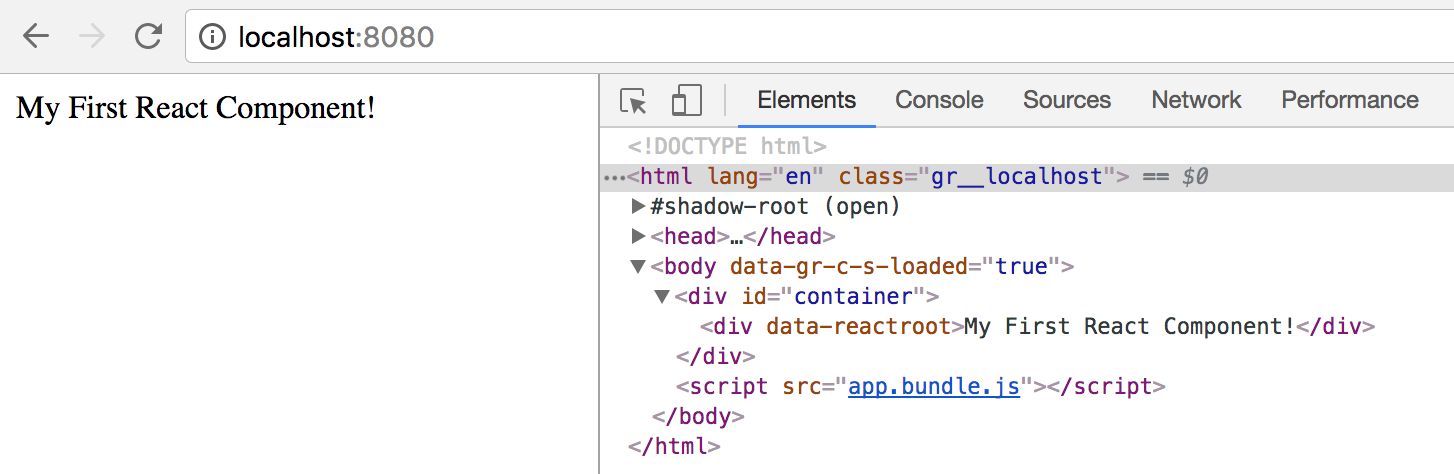 localhost:8080
My First React Component!
Elements Console Sources Network Performance
<!DOCTYPE html>
…<html lang="en" class="gr__localhost"> == $0
▶#shadow-root (open)
▶<head>…</head>
▼<body data-gr-c-s-loaded="true">
▼<div id="container">
<div data-reactroot>My First React Component!</div>
</div>
<script src="app.bundle.js"></script>
</body>
</html>